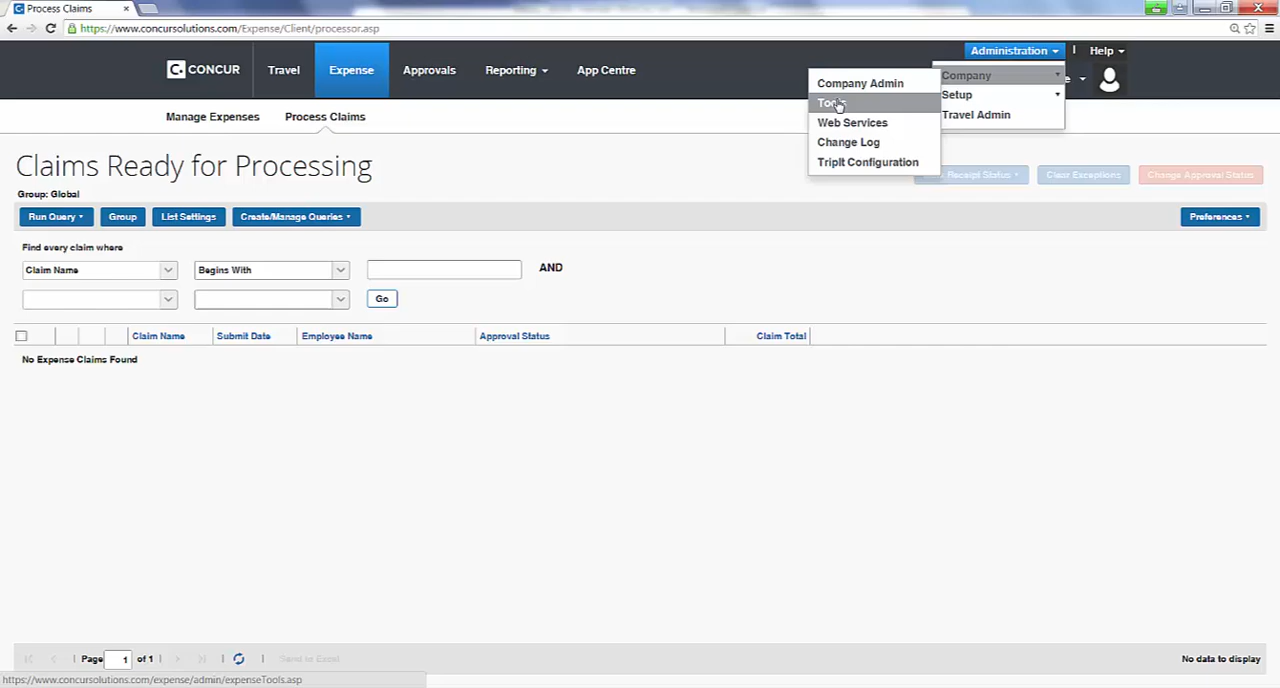 Process Claims
https://www.concursolutions.com/Expense/Client/processor.asp
Administration
Help
CONCUR
Travel
Expense
Approvals
Reporting
App Centre
Company Admin
Tools
Web Services
Change Log
TripIt Configuration
Company
Setup
Travel Admin
Manage Expenses
Process Claims
Claims Ready for Processing
Group: Global
Receipt Status
Clear Exceptions
Change Approval Status
Run Query
Group
List Settings
Create/Manage Queries
Preferences
Find every claim where
Claim Name
Begins With
AND
Go
Claim Name
Submit Date
Employee Name
Approval Status
Claim Total
No Expense Claims Found
Page 1 of 1
Send to Excel
No data to display
https://www.concursolutions.com/expense/admin/expenseTools.asp